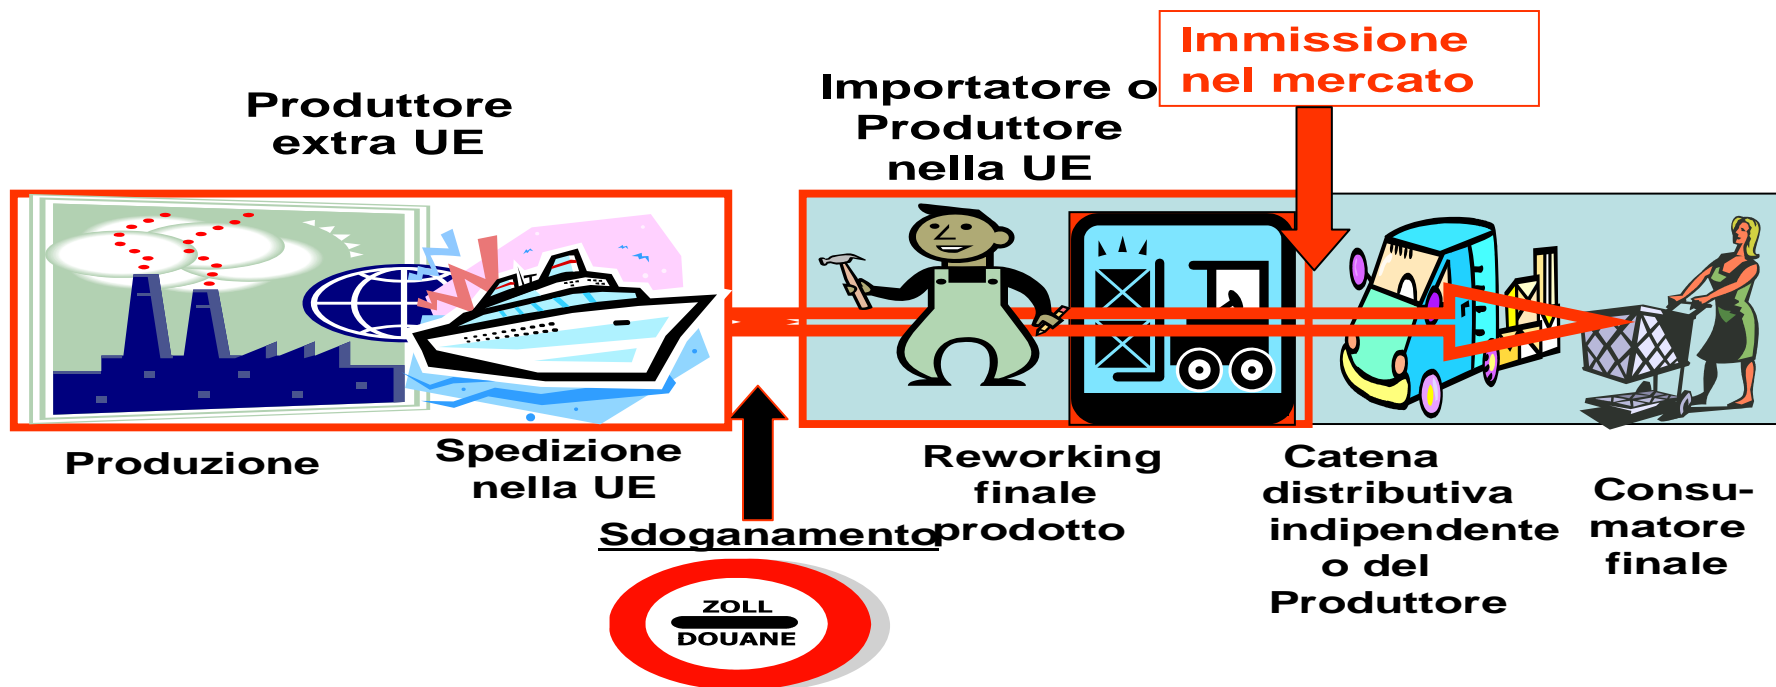 Immissione
nel mercato
Produttore
extra UE
Importatore o
Produttore
nella UE
Produzione
Spedizione
nella UE
Sdoganamento
ZOLL
DOUANE
Reworking
finale
prodotto
Catena
distributiva
indipendente
o del
Produttore
Consu-
matore
finale